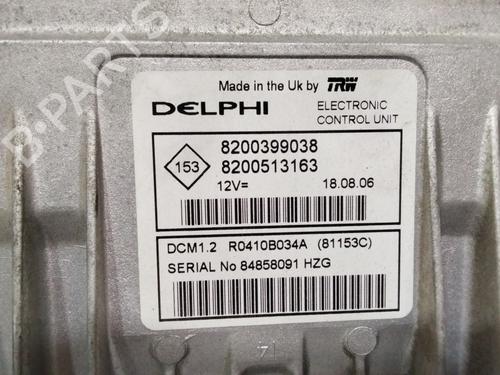 B-PARTS
Made in the Uk by TRW
DELPHI
ELECTRONIC
CONTROL UNIT
153
8200399038
8200513163
12V=
18.08.06
DCM1.2 R0410B034A (81153C)
SERIAL No 84858091 HZG
71